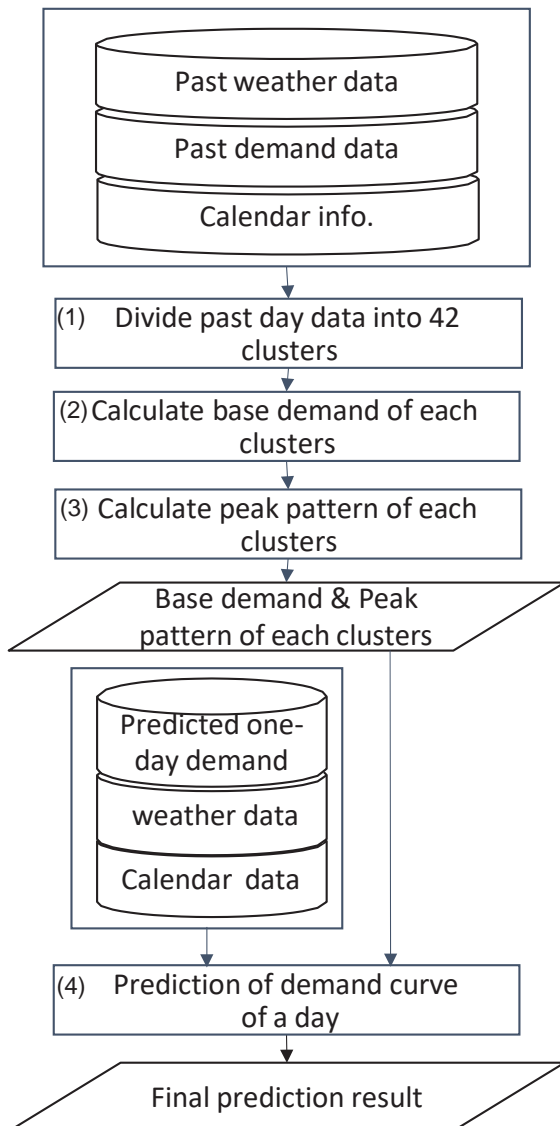 Past weather data
Past demand data
Calendar info.
(1) Divide past day data into 42
clusters
(2) Calculate base demand of each
clusters
(3) Calculate peak pattern of each
clusters
Base demand & Peak
pattern of each clusters
Predicted one-
day demand
weather data
Calendar data
(4) Prediction of demand curve
of a day
Final prediction result